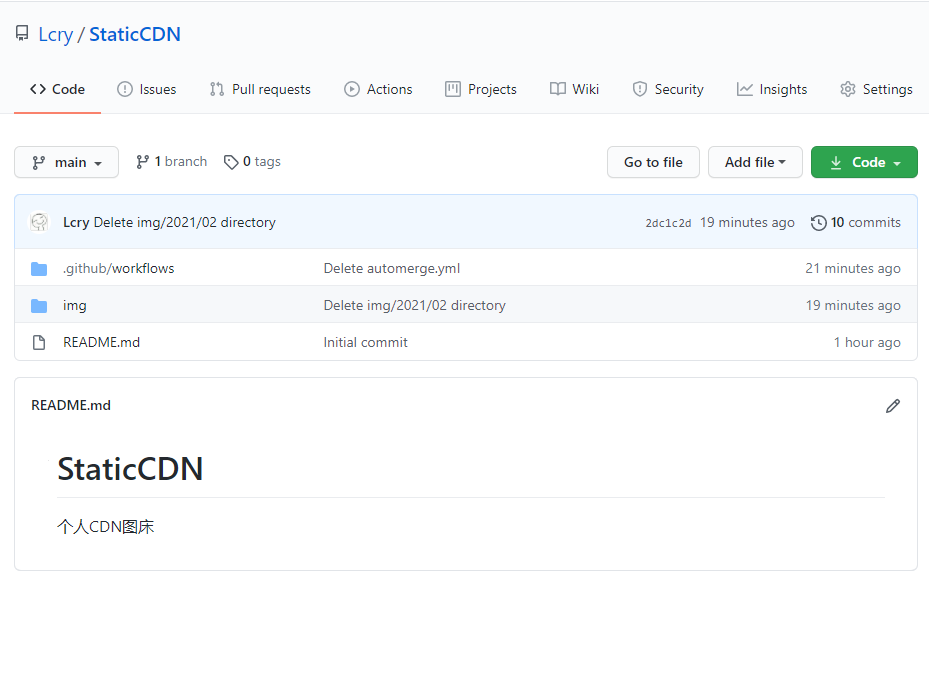 Lcry / StaticCDN
Code Issues Pull requests Actions Projects Wiki Security Insights Settings
main 1 branch 0 tags Go to file Add file Code
Lcry Delete img/2021/02 directory 2dc1c2d 19 minutes ago 10 commits
.github/workflows Delete automerge.yml 21 minutes ago
img Delete img/2021/02 directory 19 minutes ago
README.md Initial commit 1 hour ago
README.md
StaticCDN
个人CDN图床